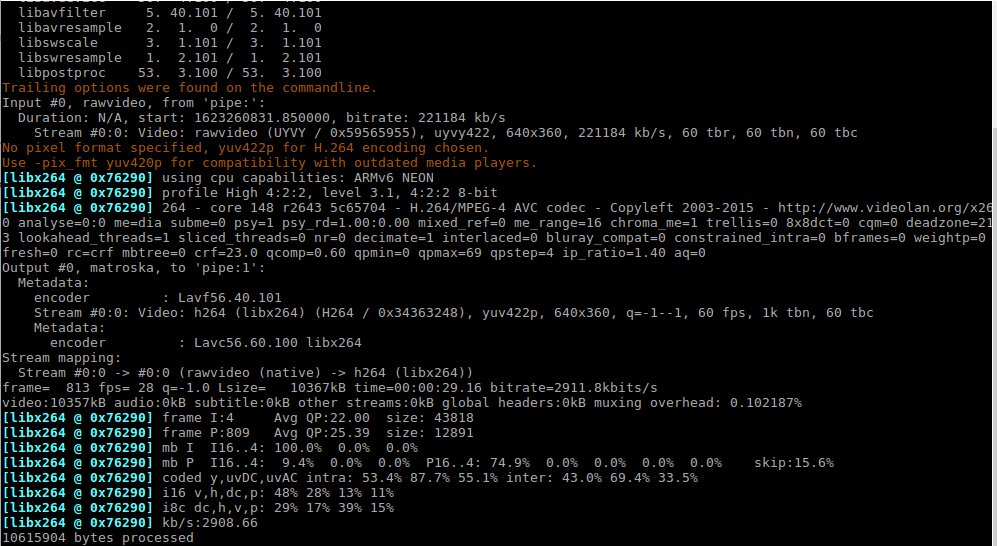 libavfilter     5. 40.101 /  5. 40.101
libavresample   2.  1.  0 /  2.  1.  0
libswscale      3.  1.101 /  3.  1.101
libswresample   1.  2.101 /  1.  2.101
libpostproc    53.  3.100 / 53.  3.100
Trailing options were found on the commandline.
Input #0, rawvideo, from 'pipe:':
  Duration: N/A, start: 1623260831.850000, bitrate: 221184 kb/s
    Stream #0:0: Video: rawvideo (UYVY / 0x59565955), uyvy422, 640x360, 221184 kb/s, 60 tbr, 60 tbn, 60 tbc
No pixel format specified, yuv422p for H.264 encoding chosen.
Use -pix_fmt yuv420p for compatibility with outdated media players.
[libx264 @ 0x76290] using cpu capabilities: ARMv6 NEON
[libx264 @ 0x76290] profile High 4:2:2, level 3.1, 4:2:2 8-bit
[libx264 @ 0x76290] 264 - core 148 r2643 5c65704 - H.264/MPEG-4 AVC codec - Copyleft 2003-2015 - http://www.videolan.org/x26
0 analyse=0:0 me=dia subme=0 psy=1 psy_rd=1.00:0.00 mixed_ref=0 me_range=16 chroma_me=1 trellis=0 8x8dct=0 cqm=0 deadzone=21
3 lookahead_threads=1 sliced_threads=0 nr=0 decimate=1 interlaced=0 bluray_compat=0 constrained_intra=0 bframes=0 weightp=0
fresh=0 rc=crf mbtree=0 crf=23.0 qcomp=0.60 qpmin=0 qpmax=69 qpstep=4 ip_ratio=1.40 aq=0
Output #0, matroska, to 'pipe:1':
  Metadata:
    encoder         : Lavf56.40.101
    Stream #0:0: Video: h264 (libx264) (H264 / 0x34363248), yuv422p, 640x360, q=-1--1, 60 fps, 1k tbn, 60 tbc
    Metadata:
      encoder         : Lavc56.60.100 libx264
Stream mapping:
  Stream #0:0 -> #0:0 (rawvideo (native) -> h264 (libx264))
frame=  813 fps= 28 q=-1.0 Lsize=   10367kB time=00:00:29.16 bitrate=2911.8kbits/s
video:10357kB audio:0kB subtitle:0kB other streams:0kB global headers:0kB muxing overhead: 0.102187%
[libx264 @ 0x76290] frame I:4     Avg QP:22.00  size: 43818
[libx264 @ 0x76290] frame P:809   Avg QP:25.39  size: 12891
[libx264 @ 0x76290] mb I  I16..4: 100.0%  0.0%  0.0%
[libx264 @ 0x76290] mb P  I16..4:  9.4%  0.0%  0.0%  P16..4: 74.9%  0.0%  0.0%  0.0%  0.0%    skip:15.6%
[libx264 @ 0x76290] coded y,uvDC,uvAC intra: 53.4% 87.7% 55.1% inter: 43.0% 69.4% 33.5%
[libx264 @ 0x76290] i16 v,h,dc,p: 48% 28% 13% 11%
[libx264 @ 0x76290] i8c dc,h,v,p: 29% 17% 39% 15%
[libx264 @ 0x76290] kb/s:2908.66
10615904 bytes processed